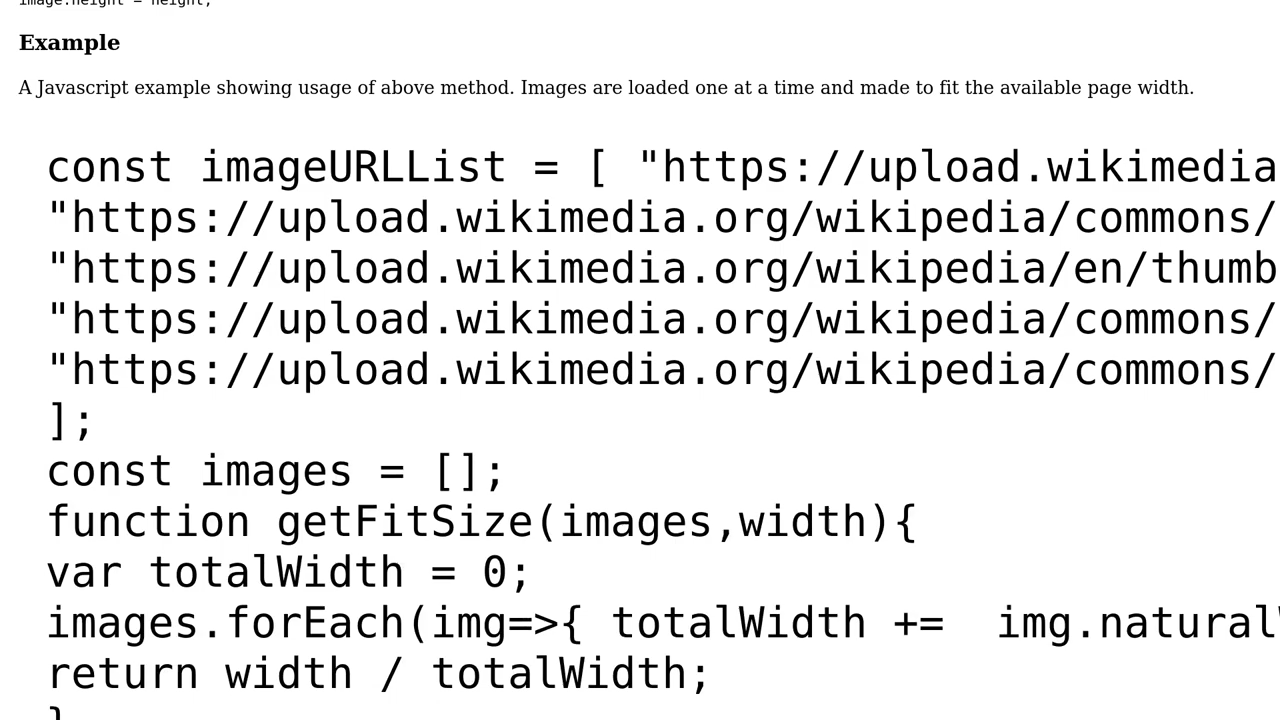 image.height = height;
Example
A Javascript example showing usage of above method. Images are loaded one at a time and made to fit the available page width.
const imageURLList = [ "https://upload.wikimedia
"https://upload.wikimedia.org/wikipedia/commons/
"https://upload.wikimedia.org/wikipedia/en/thumb
"https://upload.wikimedia.org/wikipedia/commons/
"https://upload.wikimedia.org/wikipedia/commons/
];
const images = [];
function getFitSize(images,width){
var totalWidth = 0;
images.forEach(img=>{ totalWidth +=  img.natural
return width / totalWidth;
}